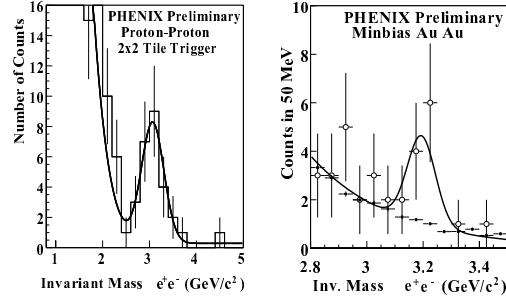 PHENIX Preliminary
Proton-Proton
2x2 Tile Trigger
Number of Counts
16
14
12
10
8
6
4
2
0
1
2
3
4
5
Invariant Mass e⁺e⁻ (GeV/c²)
PHENIX Preliminary
Minbias Au Au
Counts in 50 MeV
10
8
6
4
2
0
2.8
3
3.2
3.4
Inv. Mass e⁺e⁻ (GeV/c²)